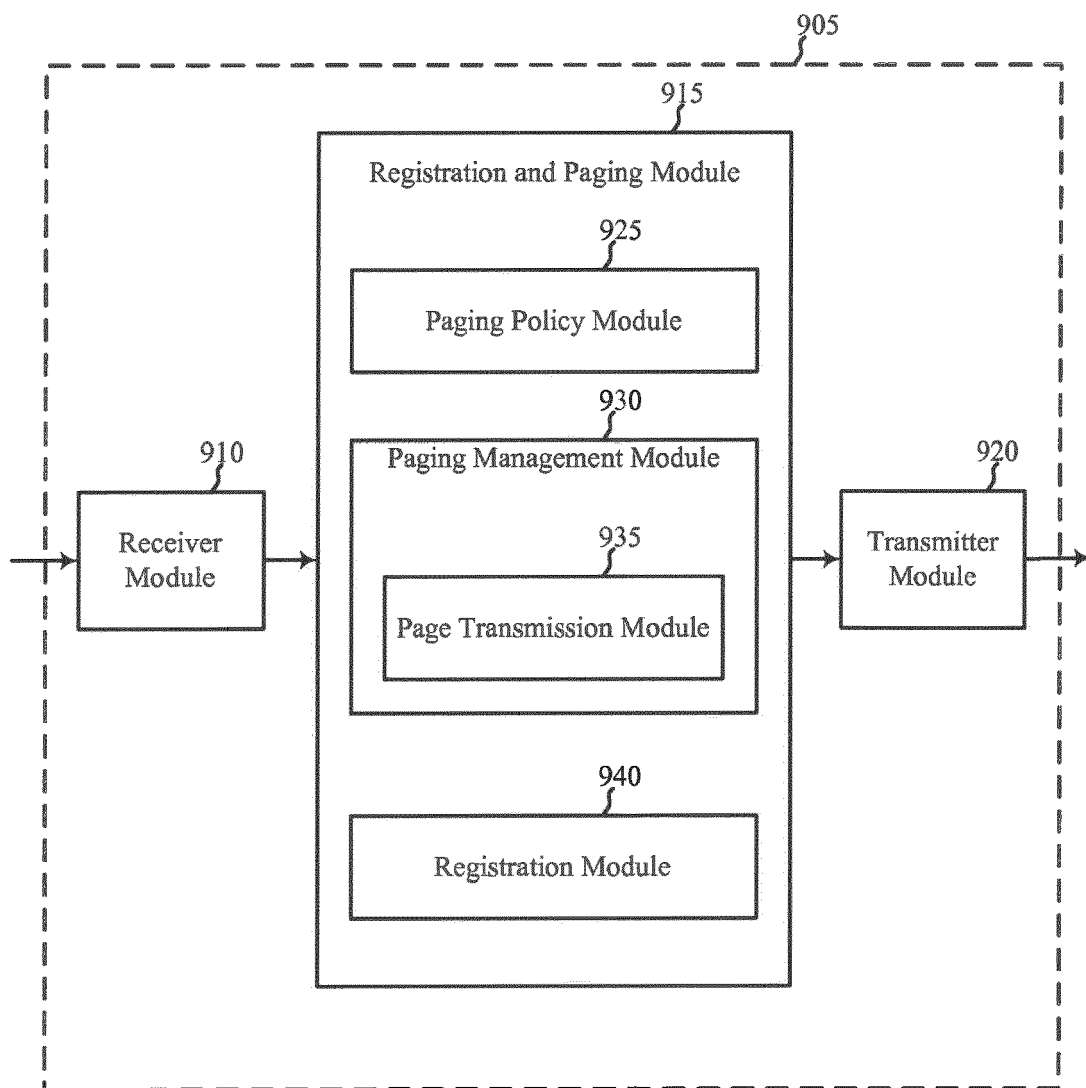 905
915
Registration and Paging Module
925
Paging Policy Module
930
Paging Management Module
910
920
Receiver
Module
935
Transmitter
Module
Page Transmission Module
940
Registration Module